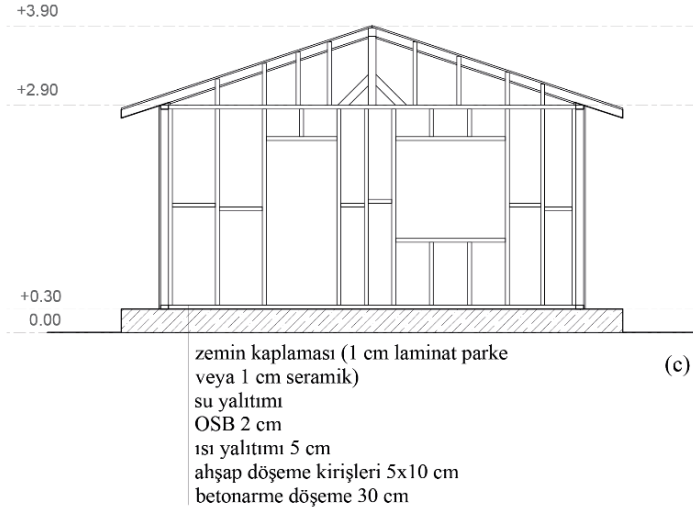 +3.90
+2.90
+0.30
0.00
zemin kaplaması (1 cm laminat parke
veya 1 cm seramik)
(c)
su yalıtımı
OSB 2 cm
ısı yalıtımı 5 cm
ahşap döşeme kirişleri 5x10 cm
betonarme döşeme 30 cm